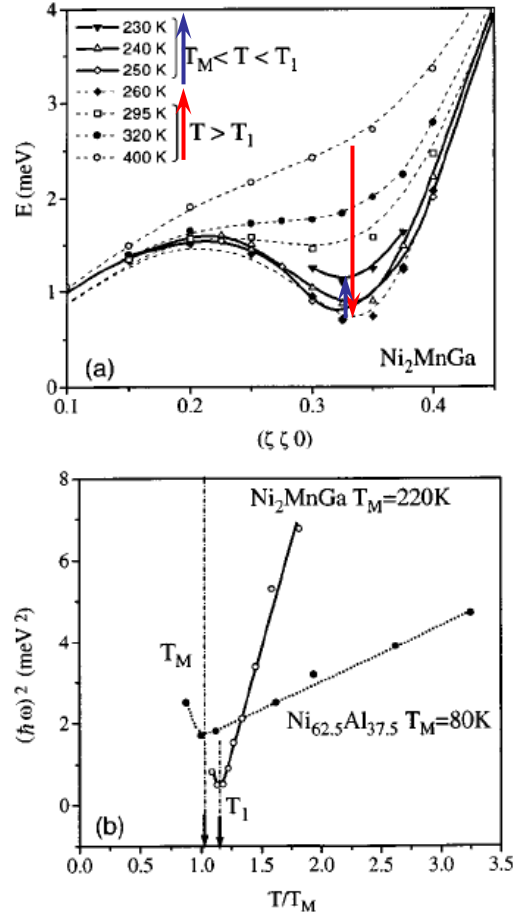 4
3
2
1
0
E (meV)
230 K
240 K
250 K
T_M< T < T_1
260 K
295 K
320 K
400 K
T > T_1
(a)
Ni₂MnGa
0.1 0.2 0.3 0.4
(ζ ζ 0)
8
6
4
2
0
(ħω)² (meV²)
Ni₂MnGa T_M=220K
T_M
Ni₆₂.₅Al₃₇.₅ T_M=80K
T₁
(b)
0.0 0.5 1.0 1.5 2.0 2.5 3.0 3.5
T/T_M